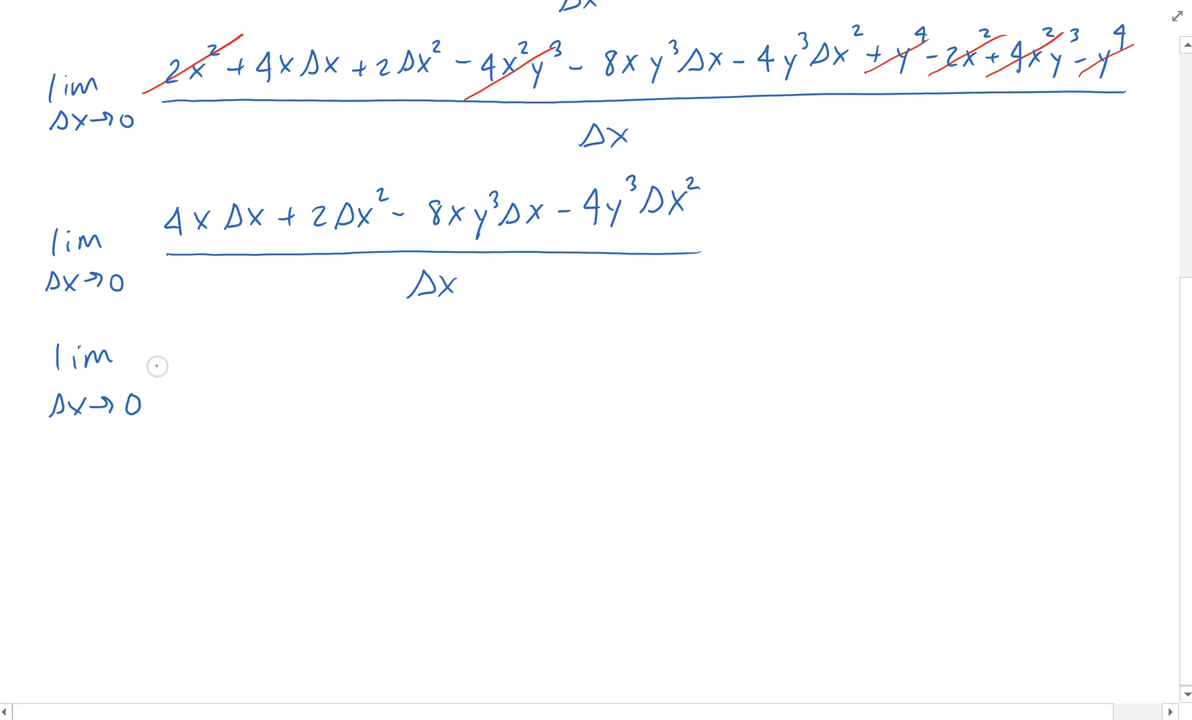 Δx
lim Δx→0 2x² + 4xΔx + 2Δx² - 4x²y³ - 8xy³Δx - 4y³Δx² + y⁴ - 2x² + 4x²y³ - y⁴
Δx
lim Δx→0 4xΔx + 2Δx² - 8xy³Δx - 4y³Δx²
Δx
lim
Δx→0